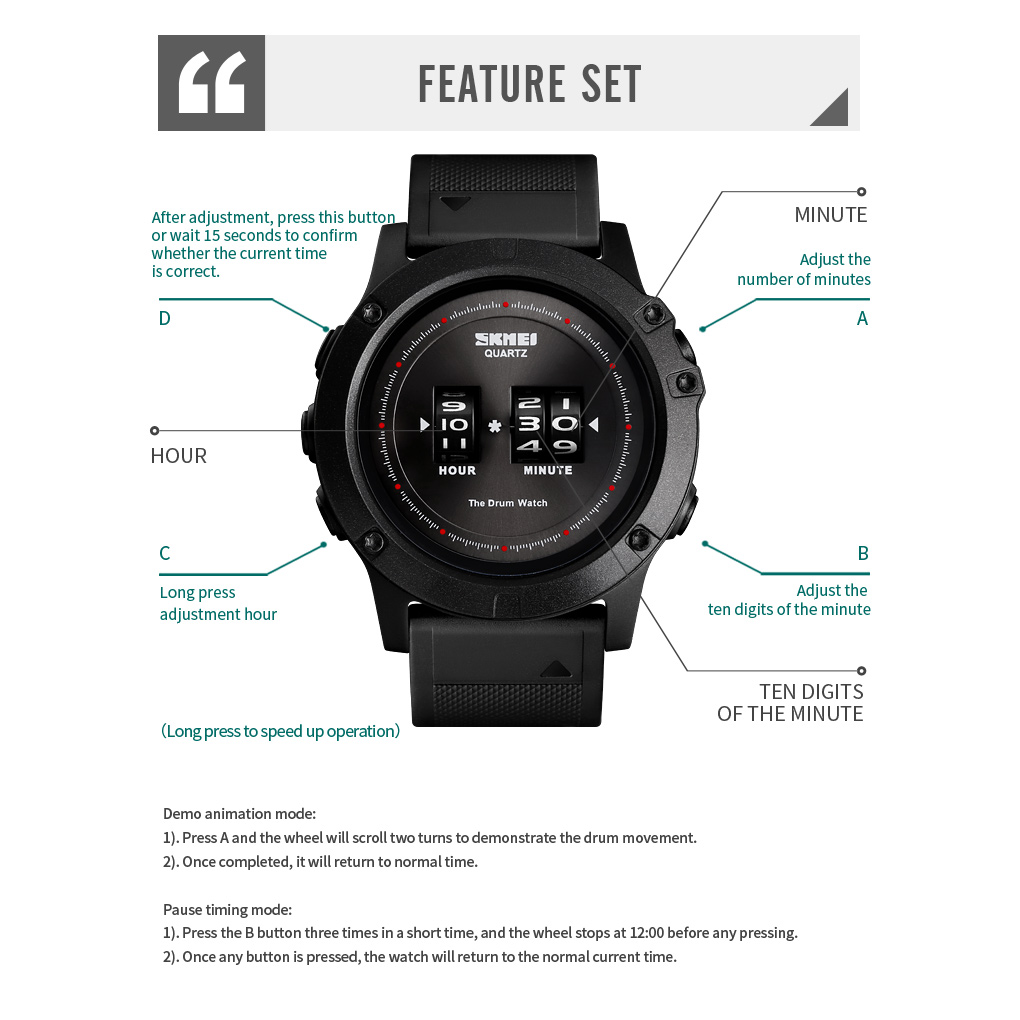 FEATURE SET
After adjustment, press this button
or wait 15 seconds to confirm
whether the current time
is correct.
D
MINUTE
Adjust the
number of minutes
A
SKMEI
QUARTZ
9 2 1
10 * 3 0
11 4 9
HOUR MINUTE
The Drum Watch
HOUR
C
Long press
adjustment hour
B
Adjust the
ten digits of the minute
TEN DIGITS
OF THE MINUTE
(Long press to speed up operation)
Demo animation mode:
1). Press A and the wheel will scroll two turns to demonstrate the drum movement.
2). Once completed, it will return to normal time.
Pause timing mode:
1). Press the B button three times in a short time, and the wheel stops at 12:00 before any pressing.
2). Once any button is pressed, the watch will return to the normal current time.